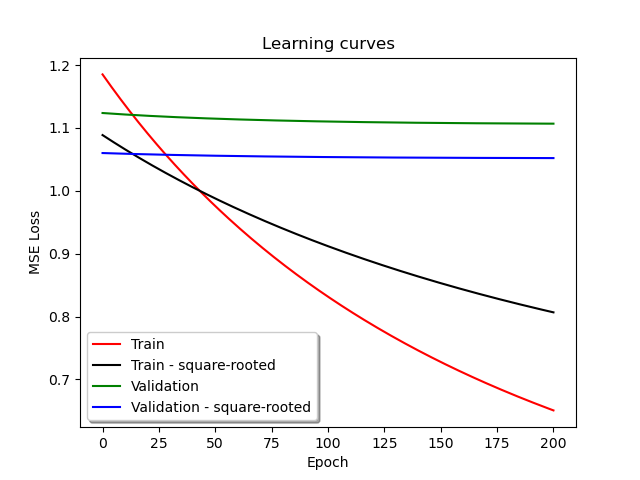 Learning curves
1.2
1.1
1.0
0.9
0.8
0.7
MSE Loss
Train
Train - square-rooted
Validation
Validation - square-rooted
0 25 50 75 100 125 150 175 200
Epoch